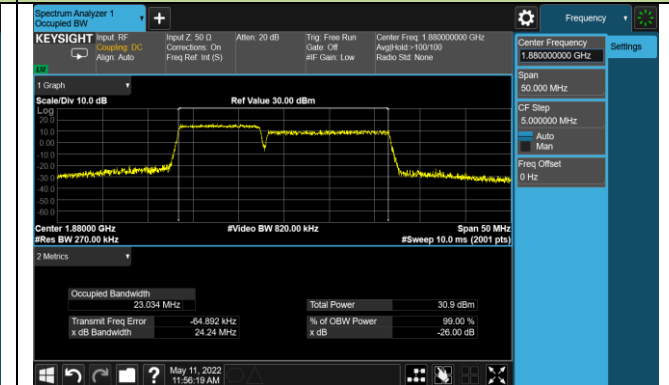 Spectrum Analyzer 1
Occupied BW
+
Frequency
KEYSIGHT
Input: RF
Coupling: DC
Align: Auto
Input Z: 50 Ω
Corrections: On
Freq Ref: Int (S)
Atten: 20 dB
Trig: Free Run
Gate: Off
#IF Gain: Low
Center Freq: 1.880000000 GHz
Avg|Hold:>100/100
Radio Std: None
Center Frequency
1.880000000 GHz
Settings
Span
50.000 MHz
CF Step
5.000000 MHz
Auto
Man
Freq Offset
0 Hz
1 Graph
Scale/Div 10.0 dB
Ref Value 30.00 dBm
Log
20.0
10.0
0.00
-10.0
-20.0
-30.0
-40.0
-50.0
-60.0
Center 1.88000 GHz
#Video BW 820.00 kHz
Span 50 MHz
#Res BW 270.00 kHz
#Sweep 10.0 ms (2001 pts)
2 Metrics
Occupied Bandwidth
23.034 MHz
Total Power
30.9 dBm
Transmit Freq Error
-64.892 kHz
% of OBW Power
99.00 %
x dB Bandwidth
24.24 MHz
x dB
-26.00 dB
?
May 11, 2022
11:56:19 AM